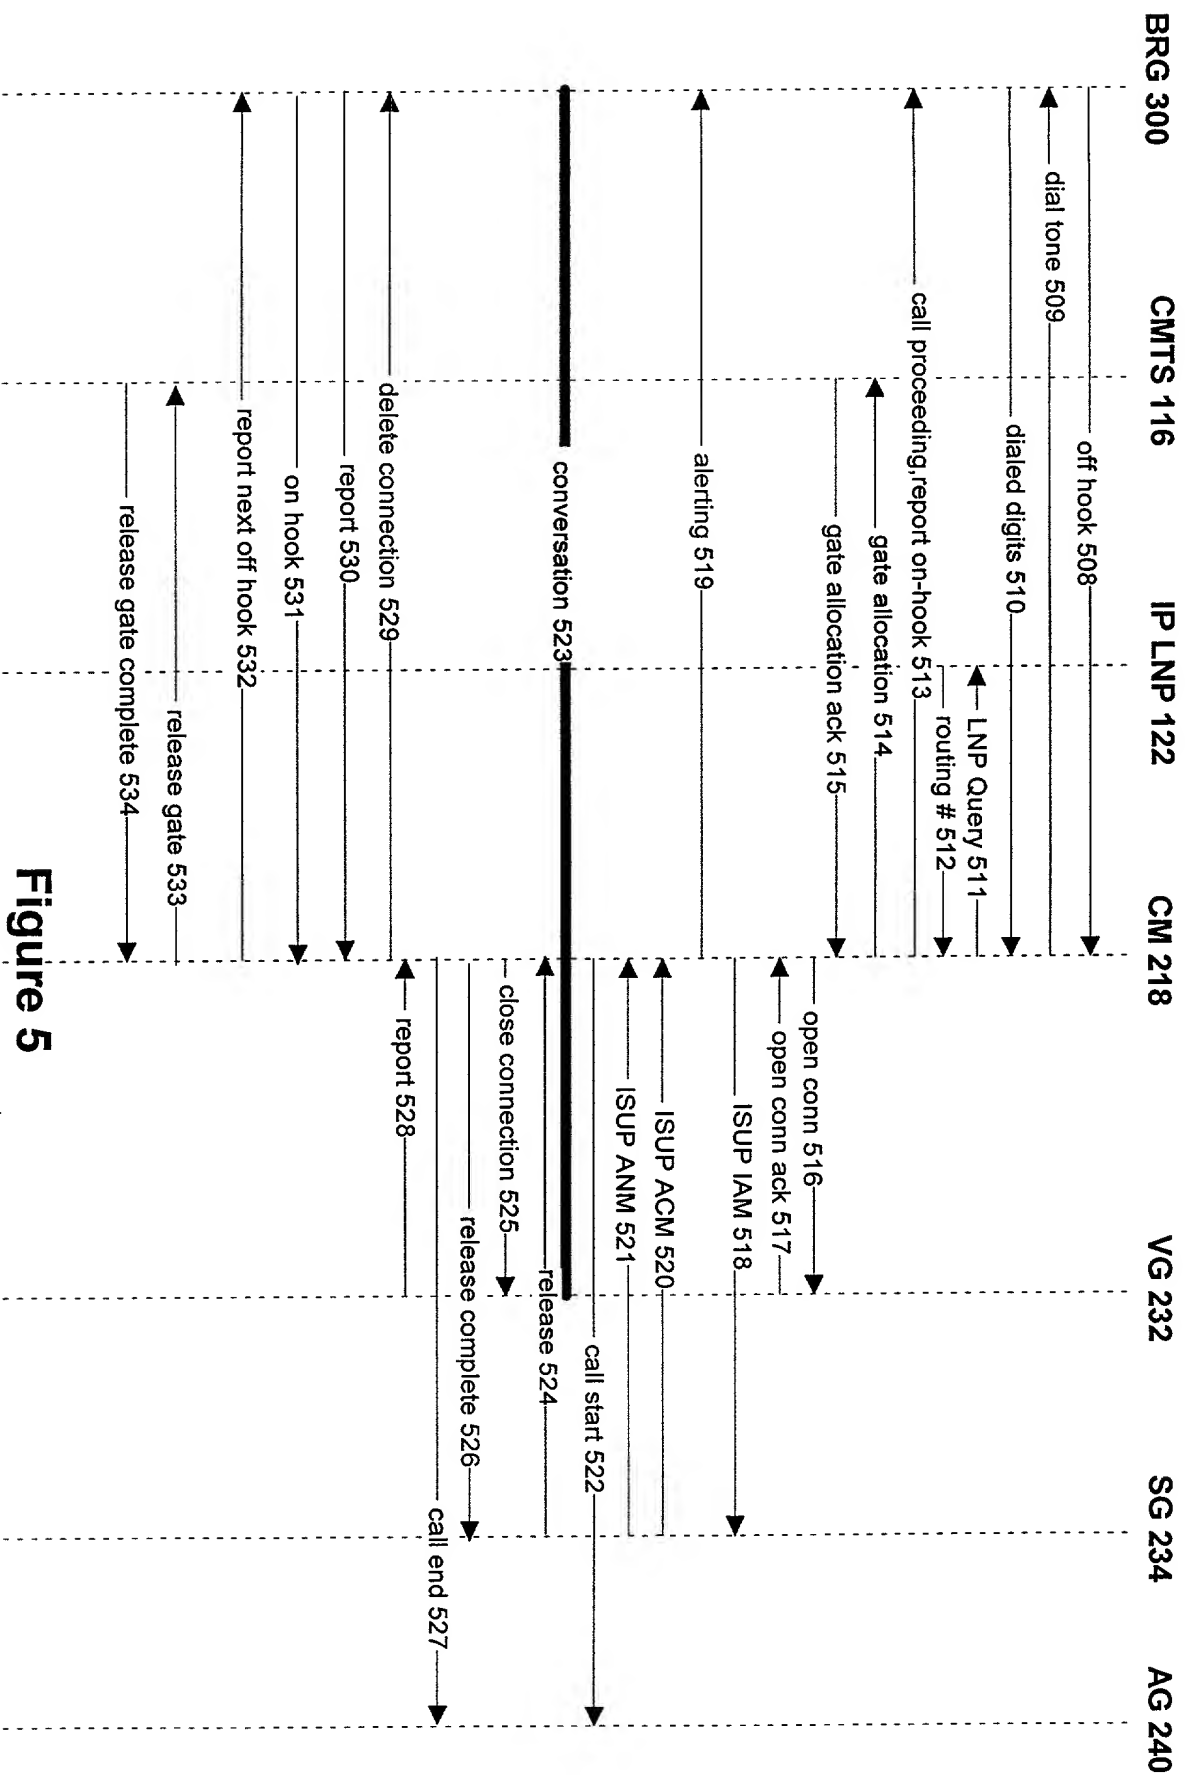 BRG 300
CMTS 116
IP LNP 122
CM 218
VG 232
SG 234
AG 240
off hook 508
dial tone 509
dialed digits 510
LNP Query 511
routing # 512
call proceeding,report on-hook 513
gate allocation 514
gate allocation ack 515
open conn 516
open conn ack 517
ISUP IAM 518
alerting 519
ISUP ACM 520
ISUP ANM 521
call start 522
conversation 523
release 524
close connection 525
release complete 526
call end 527
report 528
delete connection 529
report 530
on hook 531
report next off hook 532
release gate 533
release gate complete 534
Figure 5